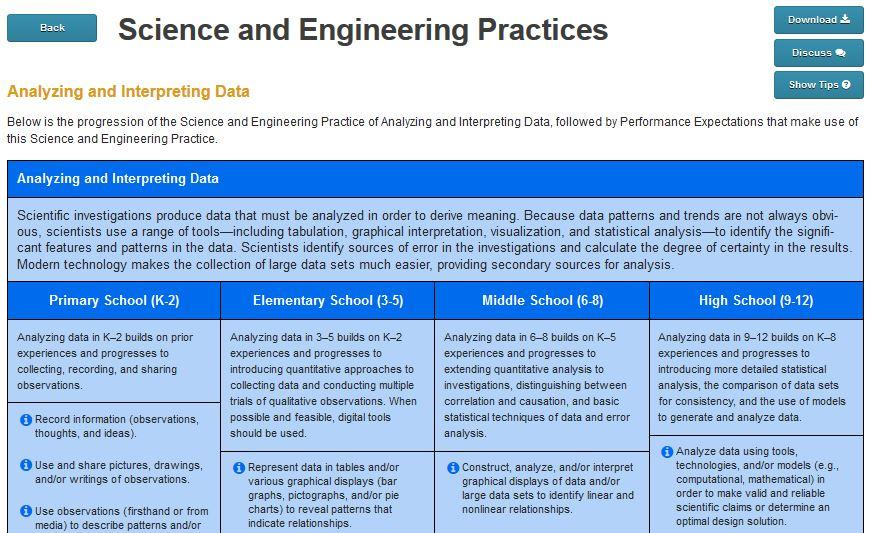 Back
Science and Engineering Practices
Download
Discuss
Show Tips
Analyzing and Interpreting Data
Below is the progression of the Science and Engineering Practice of Analyzing and Interpreting Data, followed by Performance Expectations that make use of
this Science and Engineering Practice.
Analyzing and Interpreting Data
Scientific investigations produce data that must be analyzed in order to derive meaning. Because data patterns and trends are not always obvi-
ous, scientists use a range of tools—including tabulation, graphical interpretation, visualization, and statistical analysis—to identify the signifi-
cant features and patterns in the data. Scientists identify sources of error in the investigations and calculate the degree of certainty in the results.
Modern technology makes the collection of large data sets much easier, providing secondary sources for analysis.
Primary School (K-2)
Analyzing data in K–2 builds on prior
experiences and progresses to
collecting, recording, and sharing
observations.
Record information (observations,
thoughts, and ideas).
Use and share pictures, drawings,
and/or writings of observations.
Use observations (firsthand or from
media) to describe patterns and/or
Elementary School (3-5)
Analyzing data in 3–5 builds on K–2
experiences and progresses to
introducing quantitative approaches to
collecting data and conducting multiple
trials of qualitative observations. When
possible and feasible, digital tools
should be used.
Represent data in tables and/or
various graphical displays (bar
graphs, pictographs, and/or pie
charts) to reveal patterns that
indicate relationships.
Middle School (6-8)
Analyzing data in 6–8 builds on K–5
experiences and progresses to
extending quantitative analysis to
investigations, distinguishing between
correlation and causation, and basic
statistical techniques of data and error
analysis.
Construct, analyze, and/or interpret
graphical displays of data and/or
large data sets to identify linear and
nonlinear relationships.
High School (9-12)
Analyzing data in 9–12 builds on K–8
experiences and progresses to
introducing more detailed statistical
analysis, the comparison of data sets
for consistency, and the use of models
to generate and analyze data.
Analyze data using tools,
technologies, and/or models (e.g.,
computational, mathematical) in
order to make valid and reliable
scientific claims or determine an
optimal design solution.